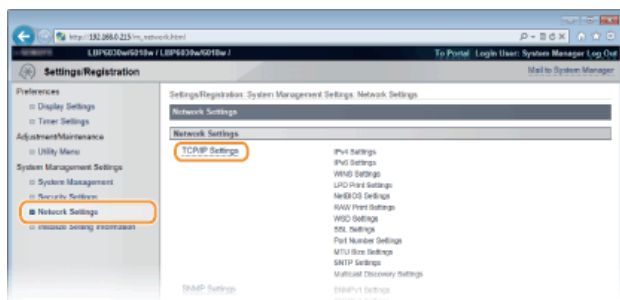 http://192.168.0.215/m_network.html
LBP6030w/6018w / LBP6030w/6018w /
To Portal Login User: System Manager Log Out
Settings/Registration
Mail to System Manager
Preferences
Display Settings
Timer Settings
Adjustment/Maintenance
Utility Menu
System Management Settings
System Management
Security Settings
Network Settings
Initialize Setting Information
Settings/Registration: System Management Settings: Network Settings
Network Settings
Network Settings
TCP/IP Settings
IPv4 Settings
IPv6 Settings
WINS Settings
LPD Print Settings
NetBIOS Settings
RAW Print Settings
WSD Settings
SSL Settings
Port Number Settings
MTU Size Settings
SNTP Settings
Multicast Discovery Settings
SNMP Settings
SNMPv1 Settings